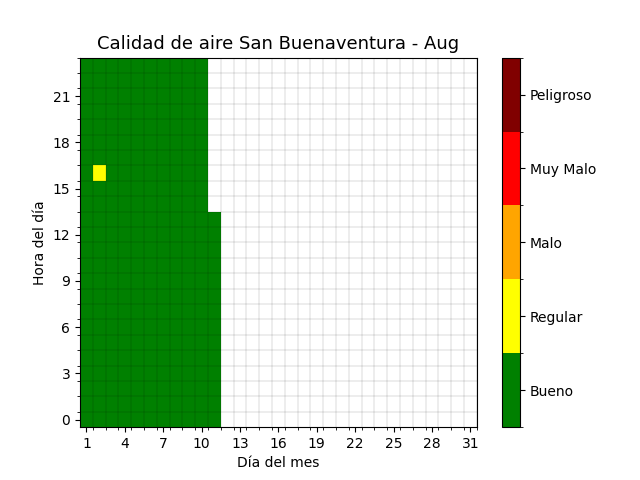 Calidad de aire San Buenaventura - Aug
Hora del día
21
18
15
12
9
6
3
0
1 4 7 10 13 16 19 22 25 28 31
Día del mes
Peligroso
Muy Malo
Malo
Regular
Bueno